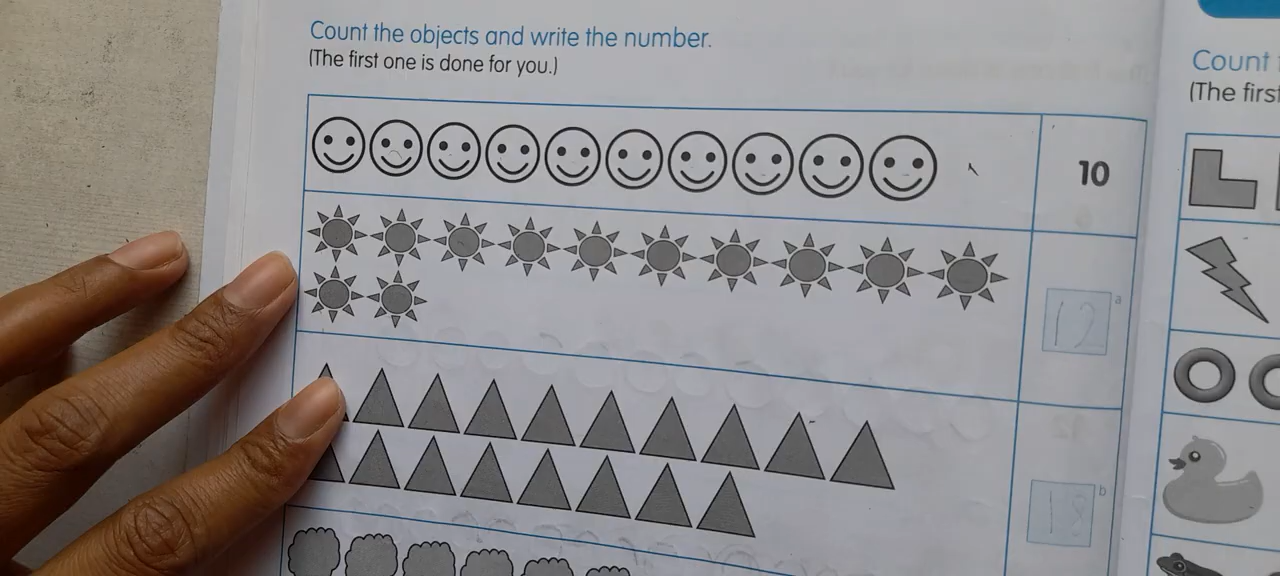 Count the objects and write the number.
(The first one is done for you.)
10
12 a
18 b
Count
(The first